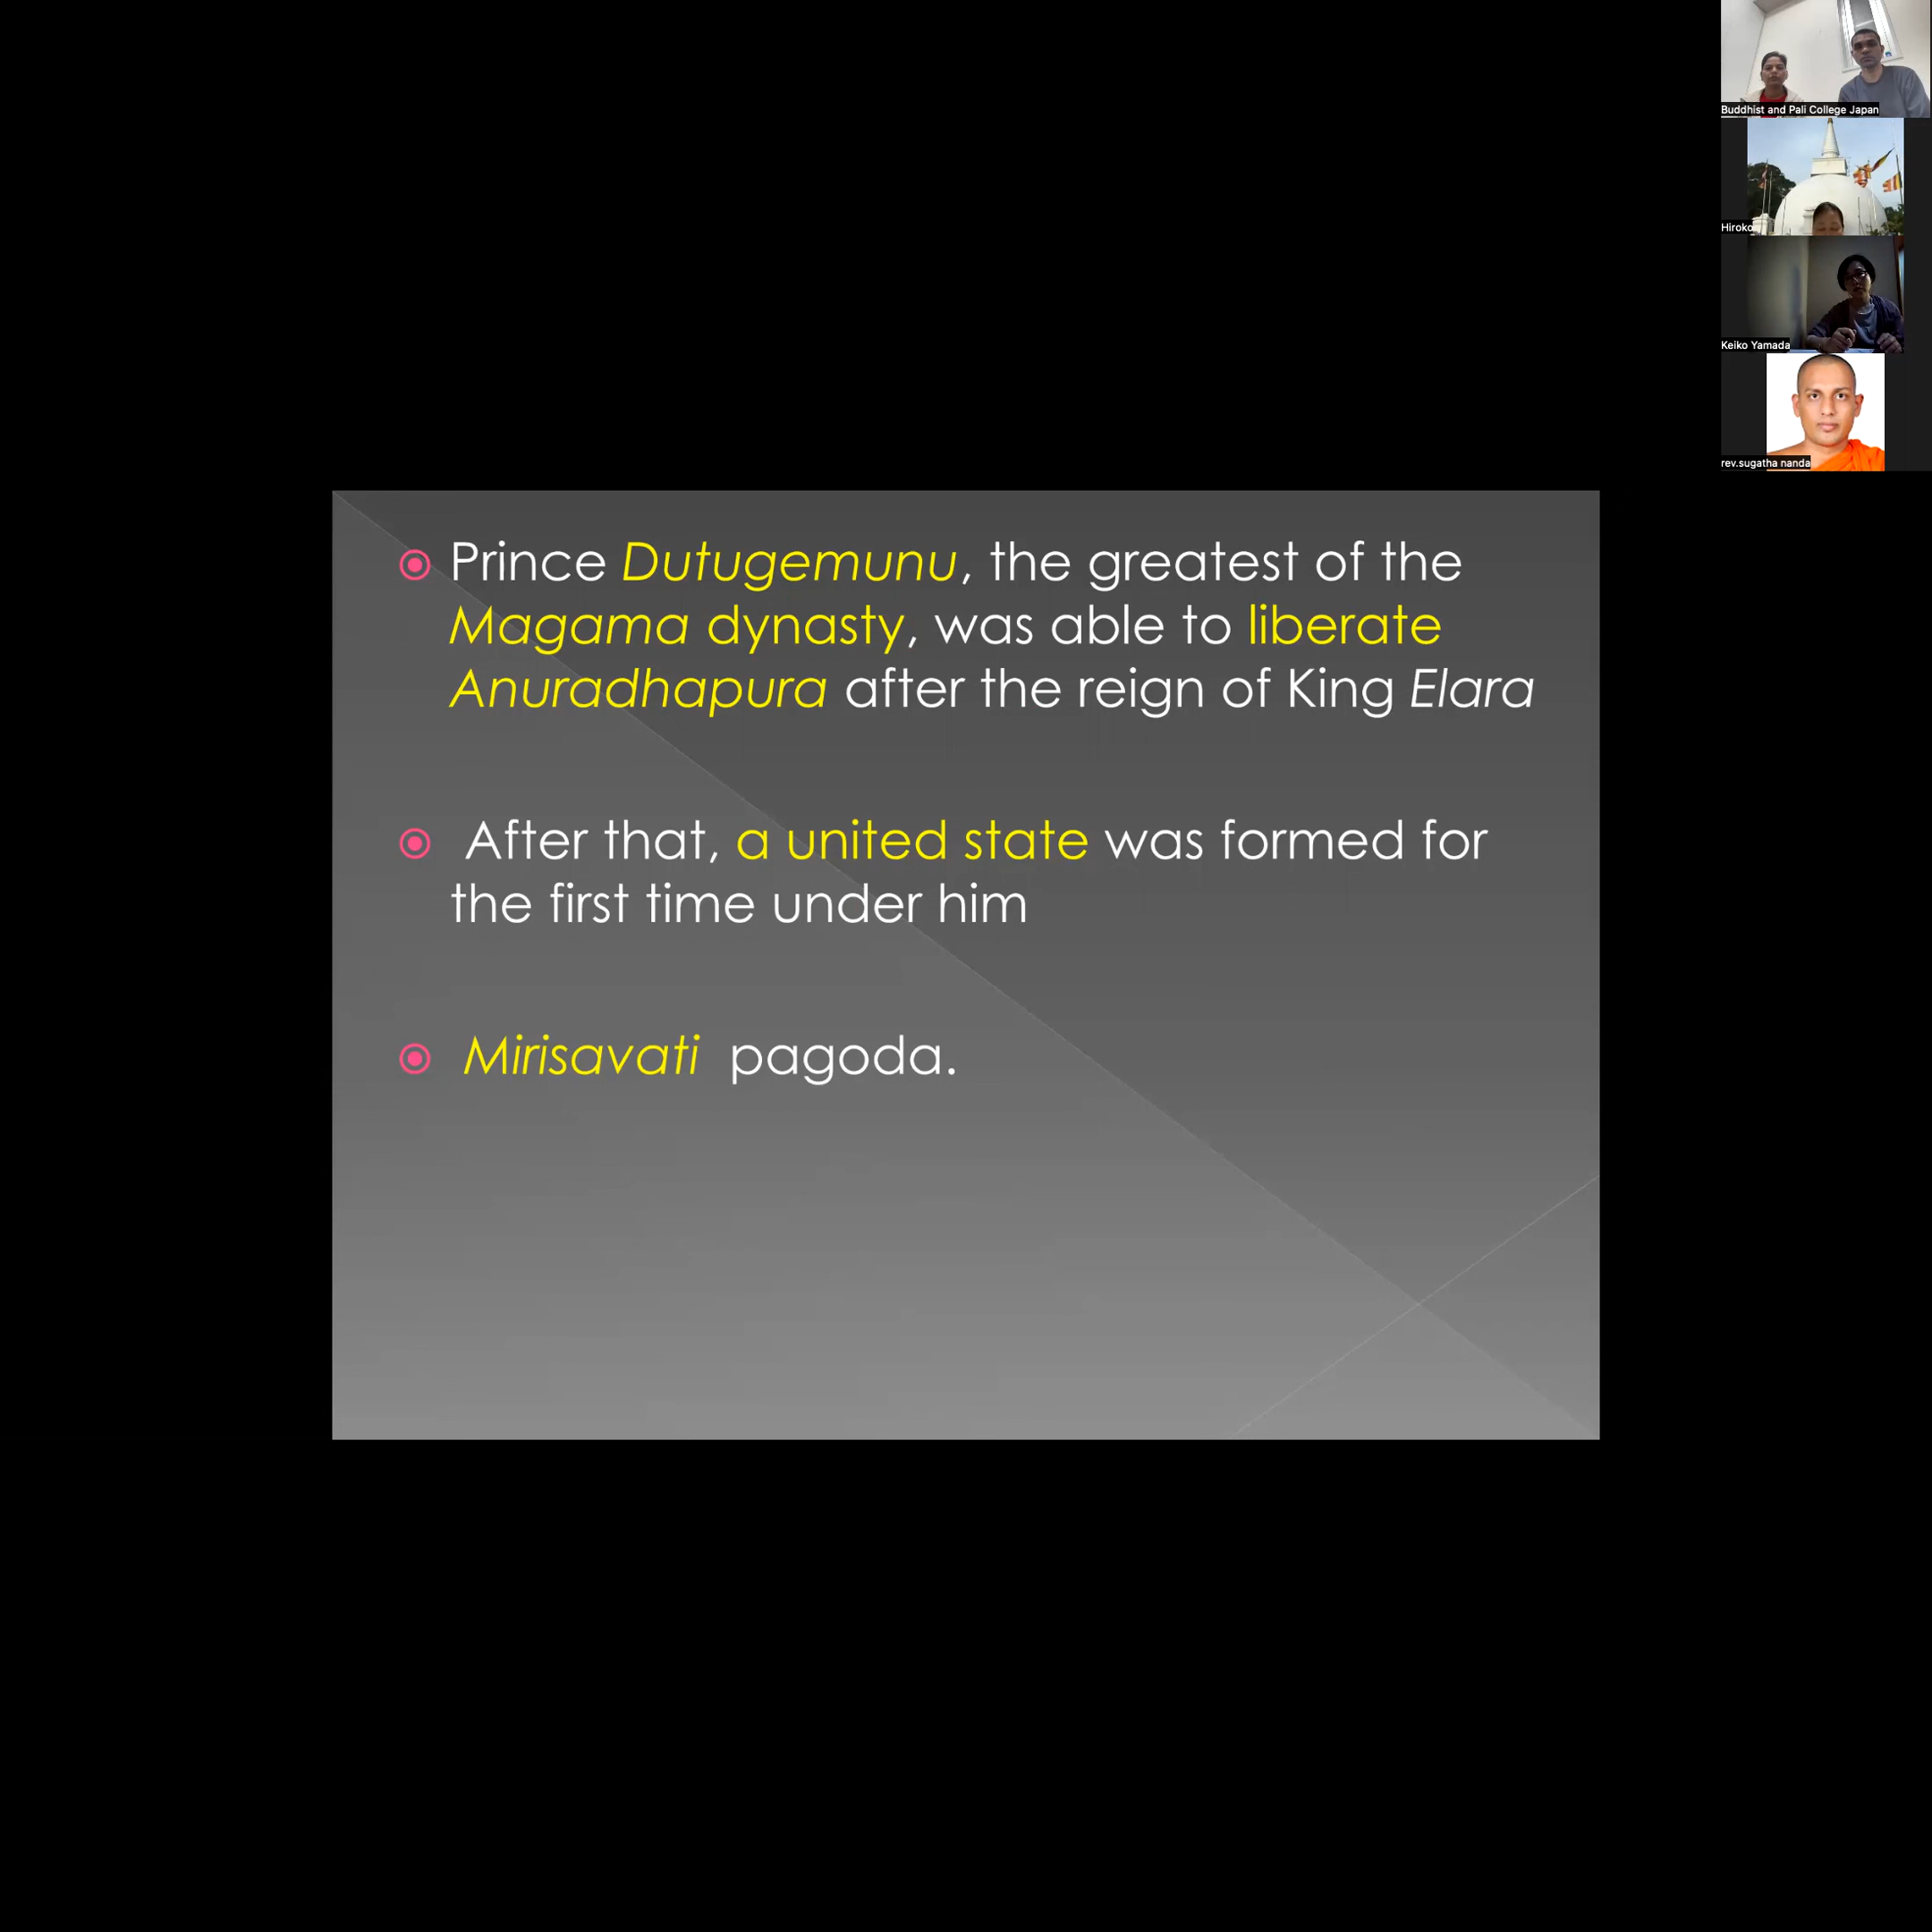 Buddhist and Pali College Japan
Hiroko
Keiko Yamada
rev.sugatha nanda
Prince Dutugemunu, the greatest of the
Magama dynasty, was able to liberate
Anuradhapura after the reign of King Elara
After that, a united state was formed for
the first time under him
Mirisavati pagoda.